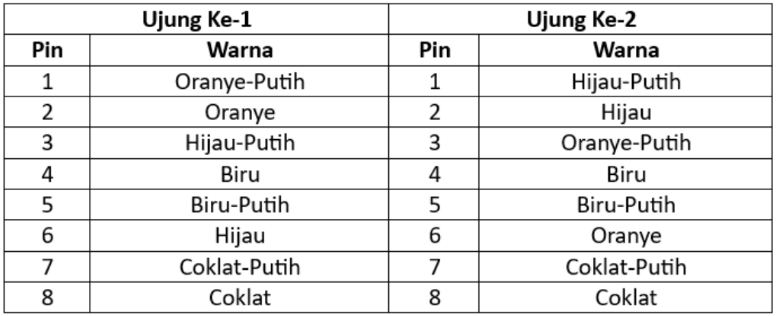 Ujung Ke-1 Ujung Ke-2
Pin Warna Pin Warna
1 Oranye-Putih 1 Hijau-Putih
2 Oranye 2 Hijau
3 Hijau-Putih 3 Oranye-Putih
4 Biru 4 Biru
5 Biru-Putih 5 Biru-Putih
6 Hijau 6 Oranye
7 Coklat-Putih 7 Coklat-Putih
8 Coklat 8 Coklat